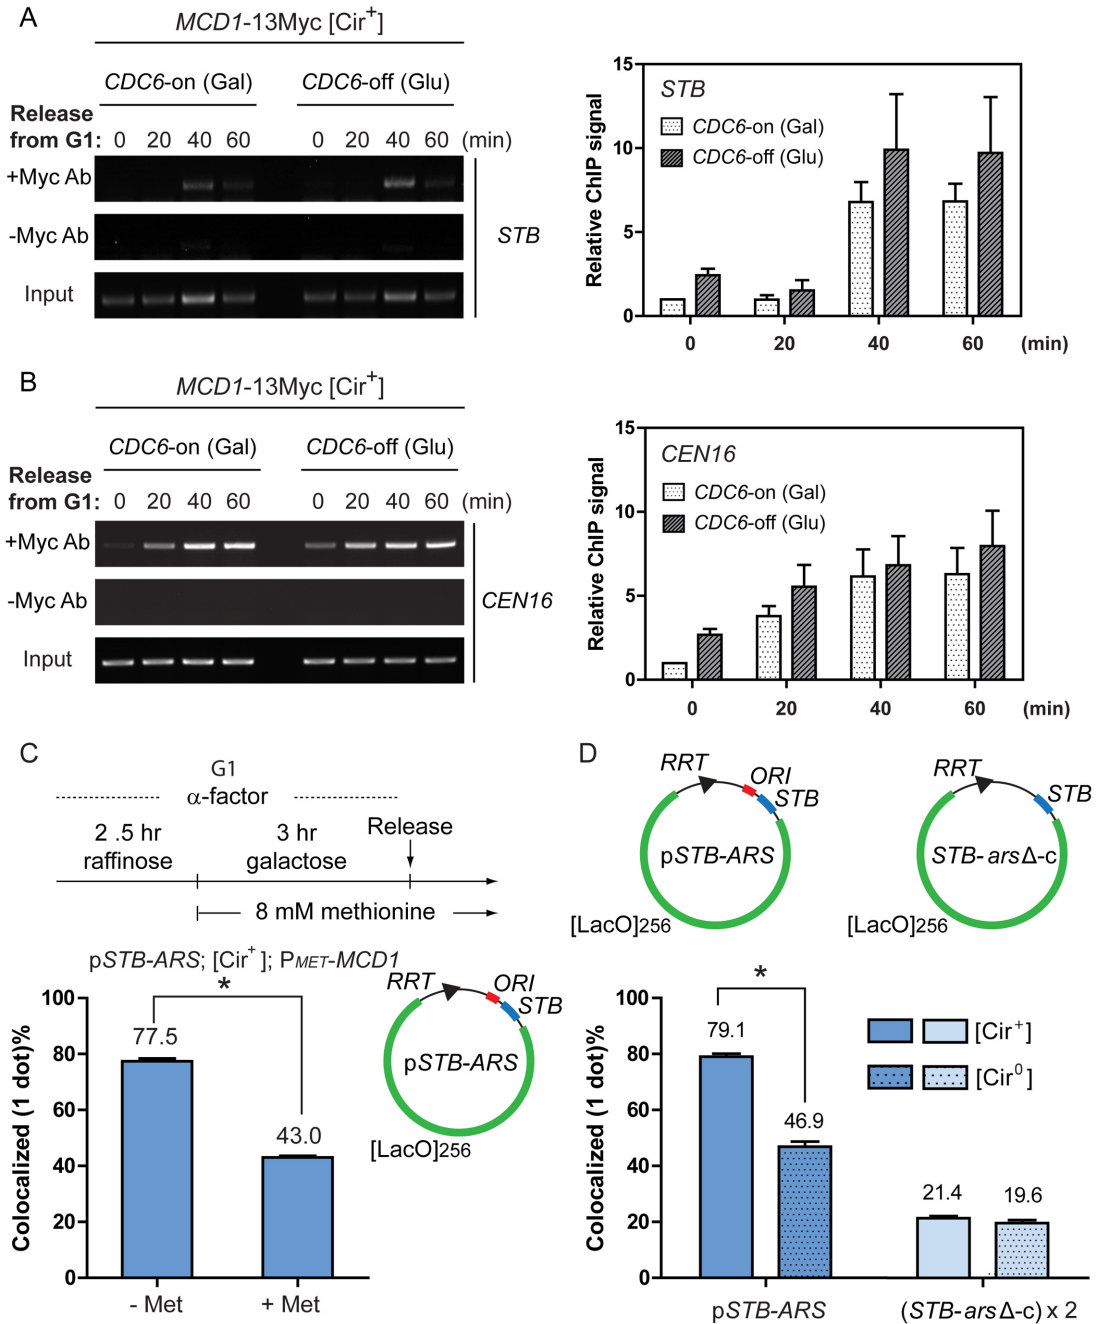 A
MCD1-13Myc [Cir+]
CDC6-on (Gal) CDC6-off (Glu)
Release
from G1: 0 20 40 60 0 20 40 60 (min)
+Myc Ab
-Myc Ab
Input
STB
15
10
5
0
Relative ChIP signal
STB
CDC6-on (Gal)
CDC6-off (Glu)
0 20 40 60 (min)
B
MCD1-13Myc [Cir+]
CDC6-on (Gal) CDC6-off (Glu)
Release
from G1: 0 20 40 60 0 20 40 60 (min)
+Myc Ab
-Myc Ab
Input
CEN16
15
10
5
0
Relative ChIP signal
CEN16
CDC6-on (Gal)
CDC6-off (Glu)
0 20 40 60 (min)
C
G1
α-factor
2 .5 hr
raffinose
3 hr
galactose
Release
8 mM methionine
pSTB-ARS; [Cir+]; PMET-MCD1
RRT
ORI
STB
pSTB-ARS
[LacO]256
Colocalized (1 dot)%
100
80
60
40
20
0
77.5
*
43.0
- Met + Met
D
RRT
ORI
STB
pSTB-ARS
[LacO]256
RRT
STB
STB-arsΔ-c
[LacO]256
Colocalized (1 dot)%
100
80
60
40
20
0
79.1
*
46.9
21.4
19.6
[Cir+]
[Cir0]
pSTB-ARS (STB-arsΔ-c) x 2